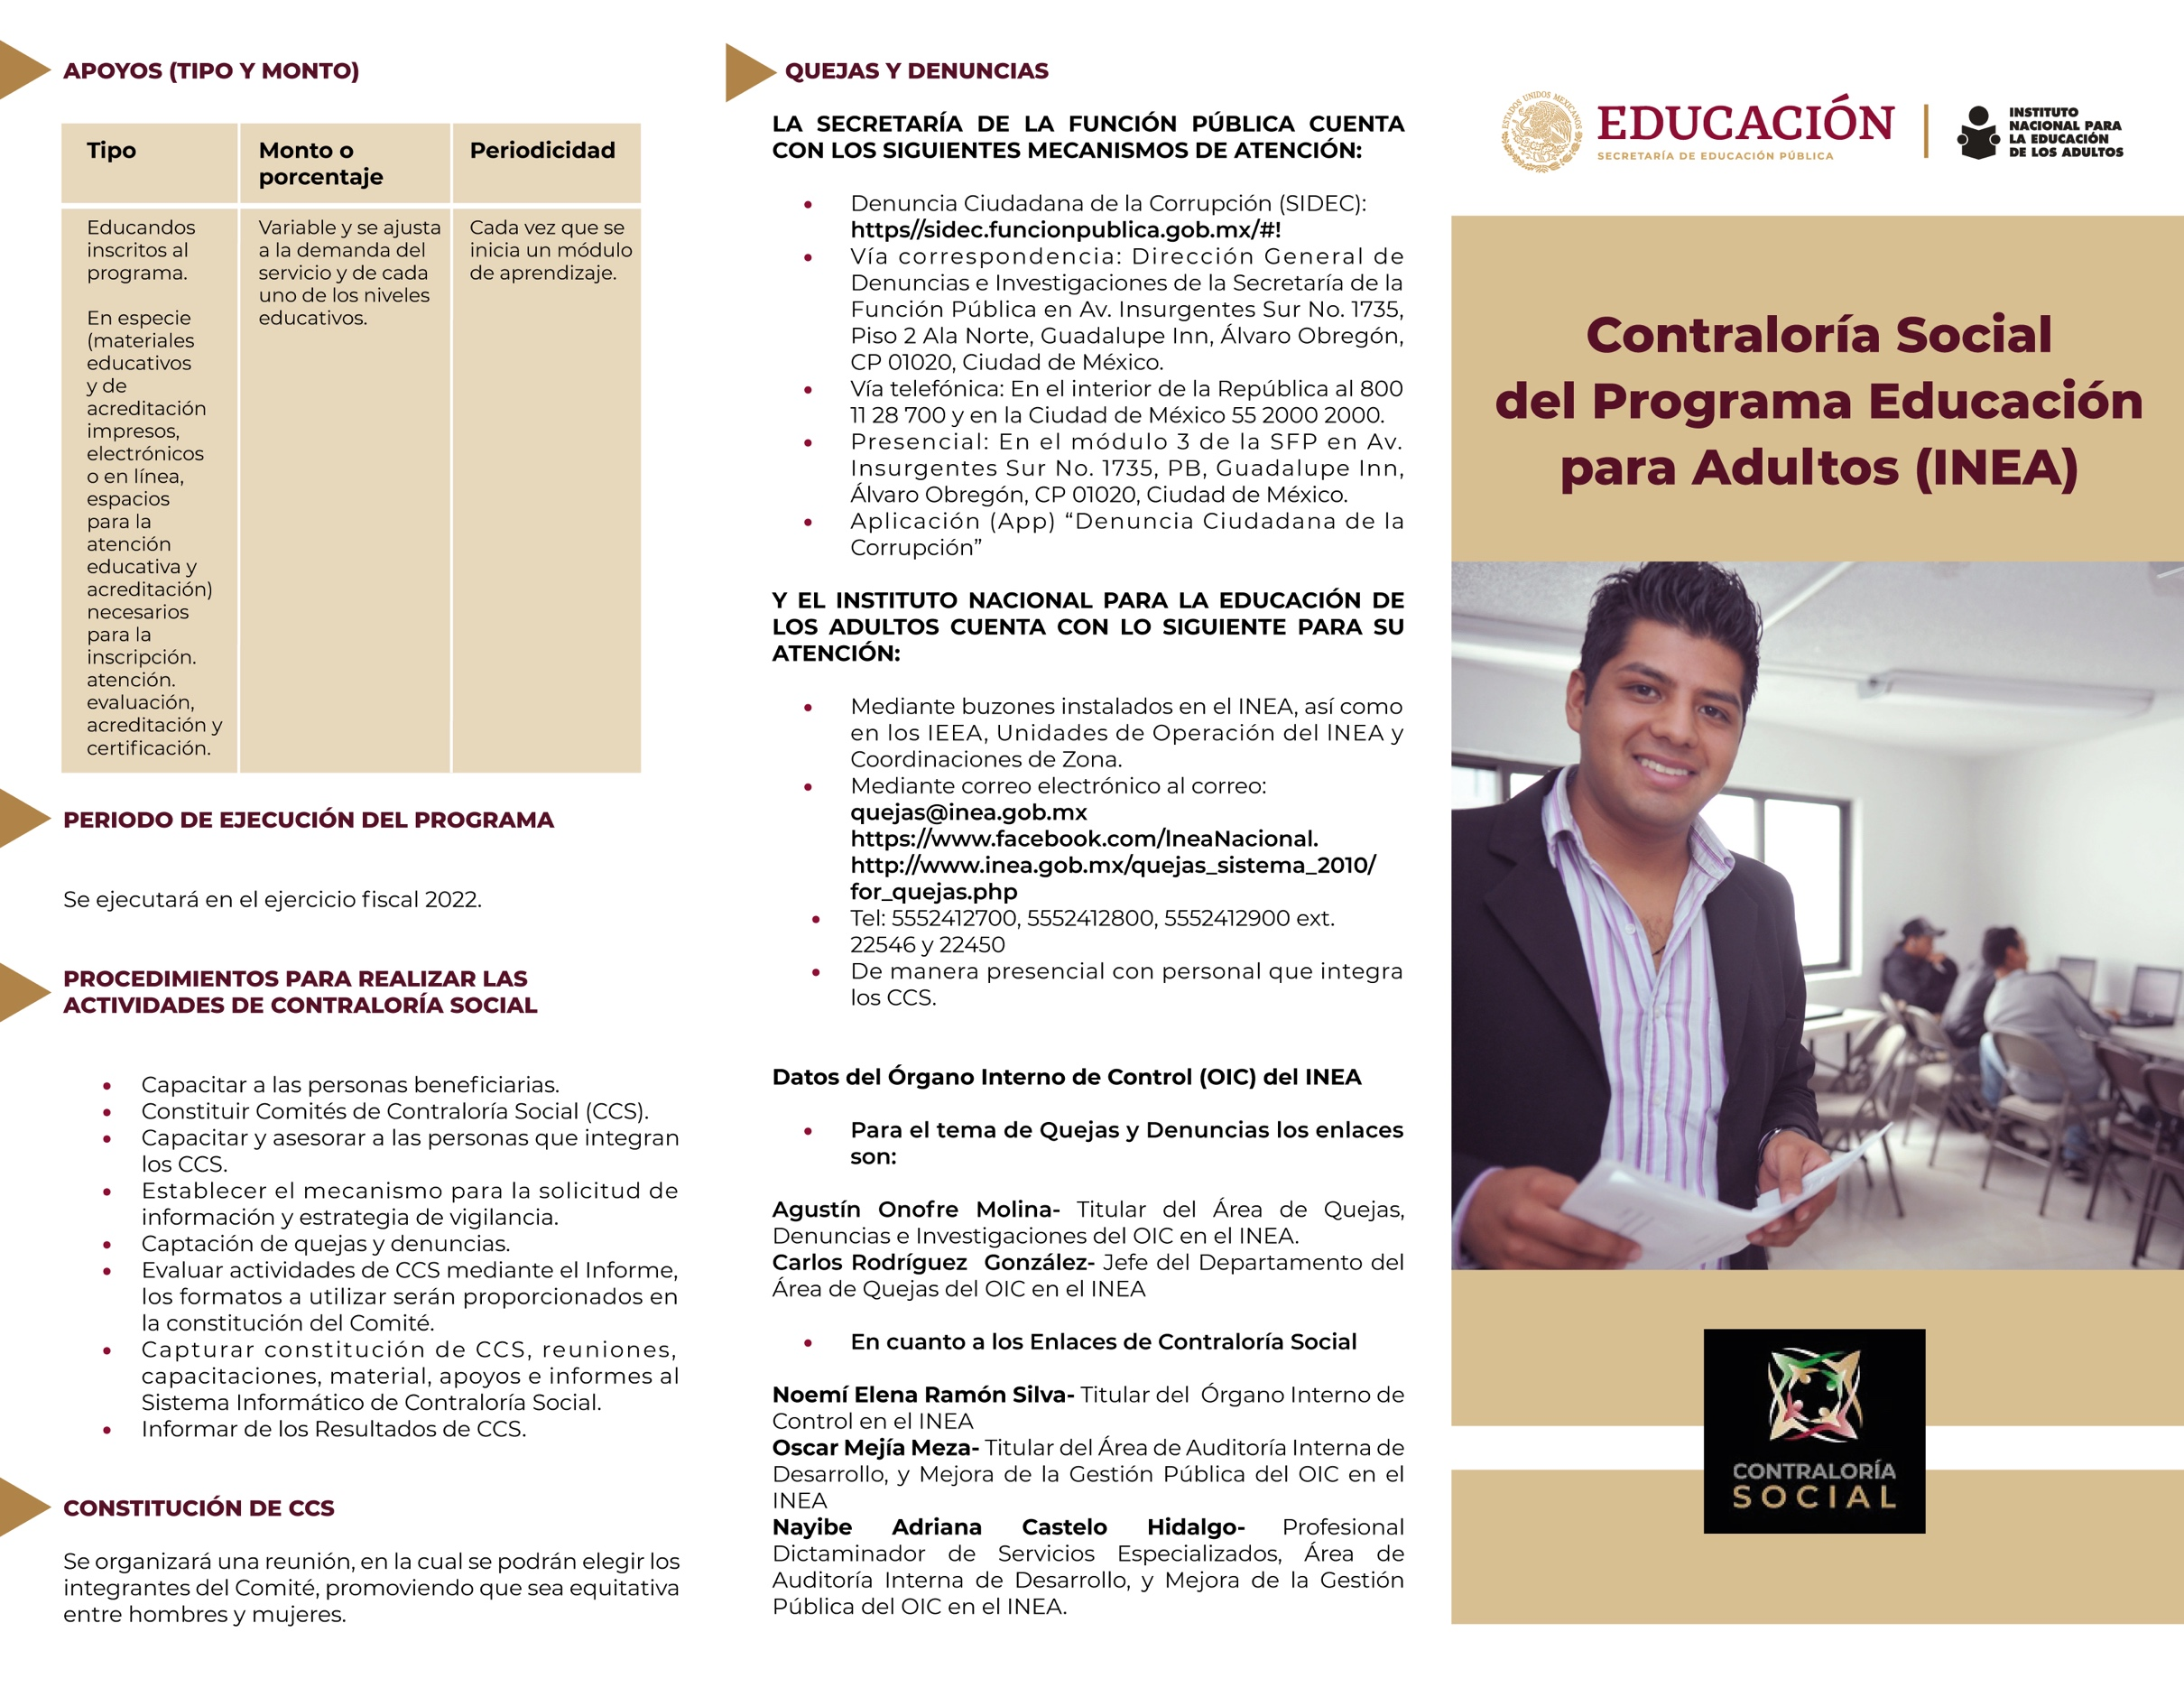 APOYOS (TIPO Y MONTO)
Tipo
Monto o
porcentaje
Periodicidad
Educandos
inscritos al
programa.
En especie
(materiales
educativos
y de
acreditación
impresos,
electrónicos
o en línea,
espacios
para la
atención
educativa y
acreditación)
necesarios
para la
inscripción.
atención.
evaluación,
acreditación y
certificación.
Variable y se ajusta
a la demanda del
servicio y de cada
uno de los niveles
educativos.
Cada vez que se
inicia un módulo
de aprendizaje.
PERIODO DE EJECUCIÓN DEL PROGRAMA
Se ejecutará en el ejercicio fiscal 2022.
PROCEDIMIENTOS PARA REALIZAR LAS
ACTIVIDADES DE CONTRALORÍA SOCIAL
• Capacitar a las personas beneficiarias.
• Constituir Comités de Contraloría Social (CCS).
• Capacitar y asesorar a las personas que integran
los CCS.
• Establecer el mecanismo para la solicitud de
información y estrategia de vigilancia.
• Captación de quejas y denuncias.
• Evaluar actividades de CCS mediante el Informe,
los formatos a utilizar serán proporcionados en
la constitución del Comité.
• Capturar constitución de CCS, reuniones,
capacitaciones, material, apoyos e informes al
Sistema Informático de Contraloría Social.
• Informar de los Resultados de CCS.
CONSTITUCIÓN DE CCS
Se organizará una reunión, en la cual se podrán elegir los
integrantes del Comité, promoviendo que sea equitativa
entre hombres y mujeres.
QUEJAS Y DENUNCIAS
LA SECRETARÍA DE LA FUNCIÓN PÚBLICA CUENTA
CON LOS SIGUIENTES MECANISMOS DE ATENCIÓN:
• Denuncia Ciudadana de la Corrupción (SIDEC):
https//sidec.funcionpublica.gob.mx/#!
• Vía correspondencia: Dirección General de
Denuncias e Investigaciones de la Secretaría de la
Función Pública en Av. Insurgentes Sur No. 1735,
Piso 2 Ala Norte, Guadalupe Inn, Álvaro Obregón,
CP 01020, Ciudad de México.
• Vía telefónica: En el interior de la República al 800
11 28 700 y en la Ciudad de México 55 2000 2000.
• Presencial: En el módulo 3 de la SFP en Av.
Insurgentes Sur No. 1735, PB, Guadalupe Inn,
Álvaro Obregón, CP 01020, Ciudad de México.
• Aplicación (App) “Denuncia Ciudadana de la
Corrupción”
Y EL INSTITUTO NACIONAL PARA LA EDUCACIÓN DE
LOS ADULTOS CUENTA CON LO SIGUIENTE PARA SU
ATENCIÓN:
• Mediante buzones instalados en el INEA, así como
en los IEEA, Unidades de Operación del INEA y
Coordinaciones de Zona.
• Mediante correo electrónico al correo:
quejas@inea.gob.mx
https://www.facebook.com/IneaNacional.
http://www.inea.gob.mx/quejas_sistema_2010/
for_quejas.php
• Tel: 5552412700, 5552412800, 5552412900 ext.
22546 y 22450
• De manera presencial con personal que integra
los CCS.
Datos del Órgano Interno de Control (OIC) del INEA
• Para el tema de Quejas y Denuncias los enlaces
son:
Agustín Onofre Molina- Titular del Área de Quejas,
Denuncias e Investigaciones del OIC en el INEA.
Carlos Rodríguez González- Jefe del Departamento del
Área de Quejas del OIC en el INEA
• En cuanto a los Enlaces de Contraloría Social
Noemí Elena Ramón Silva- Titular del Órgano Interno de
Control en el INEA
Oscar Mejía Meza- Titular del Área de Auditoría Interna de
Desarrollo, y Mejora de la Gestión Pública del OIC en el
INEA
Nayibe Adriana Castelo Hidalgo- Profesional
Dictaminador de Servicios Especializados, Área de
Auditoría Interna de Desarrollo, y Mejora de la Gestión
Pública del OIC en el INEA.
ESTADOS UNIDOS MEXICANOS
EDUCACIÓN
SECRETARÍA DE EDUCACIÓN PÚBLICA
INSTITUTO
NACIONAL PARA
LA EDUCACIÓN
DE LOS ADULTOS
Contraloría Social
del Programa Educación
para Adultos (INEA)
CONTRALORÍA
SOCIAL